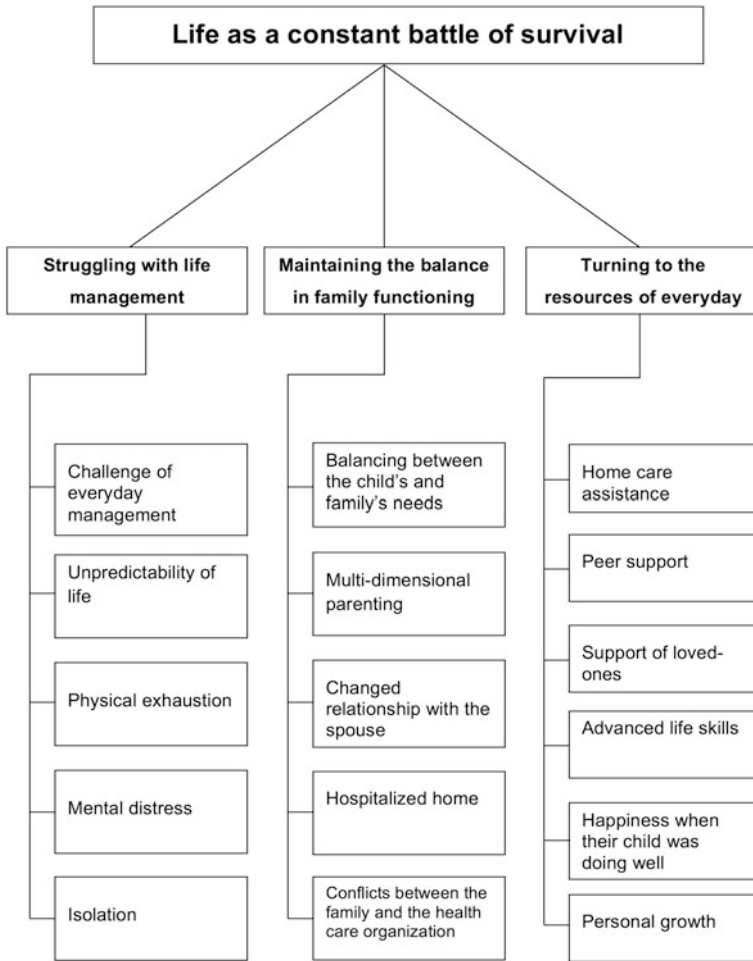 Life as a constant battle of survival
Struggling with life
management
Maintaining the balance
in family functioning
Turning to the
resources of everyday
Challenge of
everyday
management
Unpredictability of
life
Physical exhaustion
Mental distress
Isolation
Balancing between
the child's and
family's needs
Multi-dimensional
parenting
Changed
relationship with the
spouse
Hospitalized home
Conflicts between the
family and the health
care organization
Home care
assistance
Peer support
Support of loved-
ones
Advanced life skills
Happiness when
their child was
doing well
Personal growth